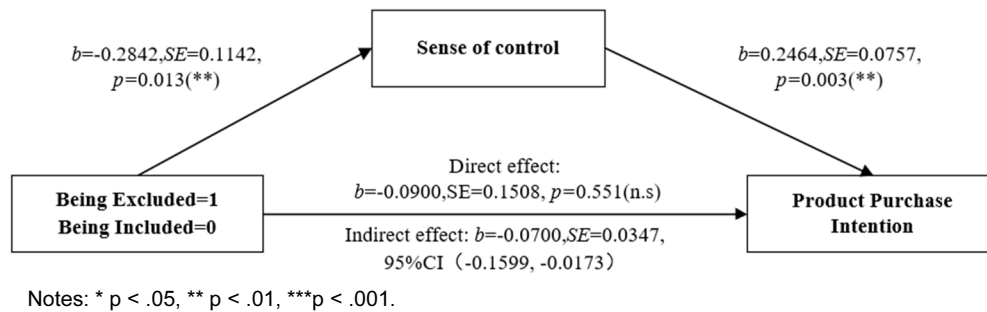 b=-0.2842,SE=0.1142,
p=0.013(**)
Sense of control
b=0.2464,SE=0.0757,
p=0.003(**)
Being Excluded=1
Being Included=0
Direct effect:
b=-0.0900,SE=0.1508, p=0.551(n.s)
Indirect effect: b=-0.0700,SE=0.0347,
95%CI（-0.1599, -0.0173）
Product Purchase
Intention
Notes: * p < .05, ** p < .01, ***p < .001.